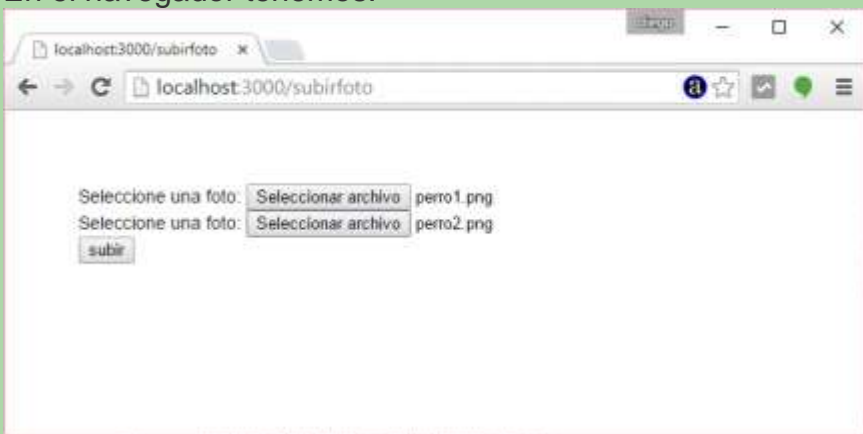 En el navegador tenemos:
diego
localhost:3000/subirfoto
localhost:3000/subirfoto
Seleccione una foto: Seleccionar archivo perro1.png
Seleccione una foto: Seleccionar archivo perro2.png
subir